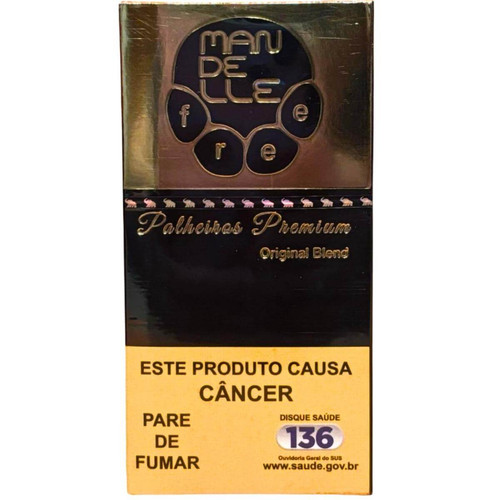 MAN
DE
LLE
free
Palheiros Premium
Original Blend
ESTE PRODUTO CAUSA
CÂNCER
PARE
DE
FUMAR
DISQUE SAÚDE
136
Ouvidoria Geral do SUS
www.saude.gov.br